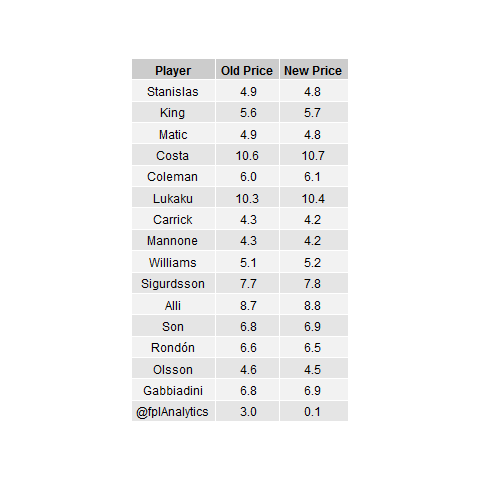 Player Old Price New Price
Stanislas 4.9 4.8
King 5.6 5.7
Matic 4.9 4.8
Costa 10.6 10.7
Coleman 6.0 6.1
Lukaku 10.3 10.4
Carrick 4.3 4.2
Mannone 4.3 4.2
Williams 5.1 5.2
Sigurdsson 7.7 7.8
Alli 8.7 8.8
Son 6.8 6.9
Rondón 6.6 6.5
Olsson 4.6 4.5
Gabbiadini 6.8 6.9
@fplAnalytics 3.0 0.1